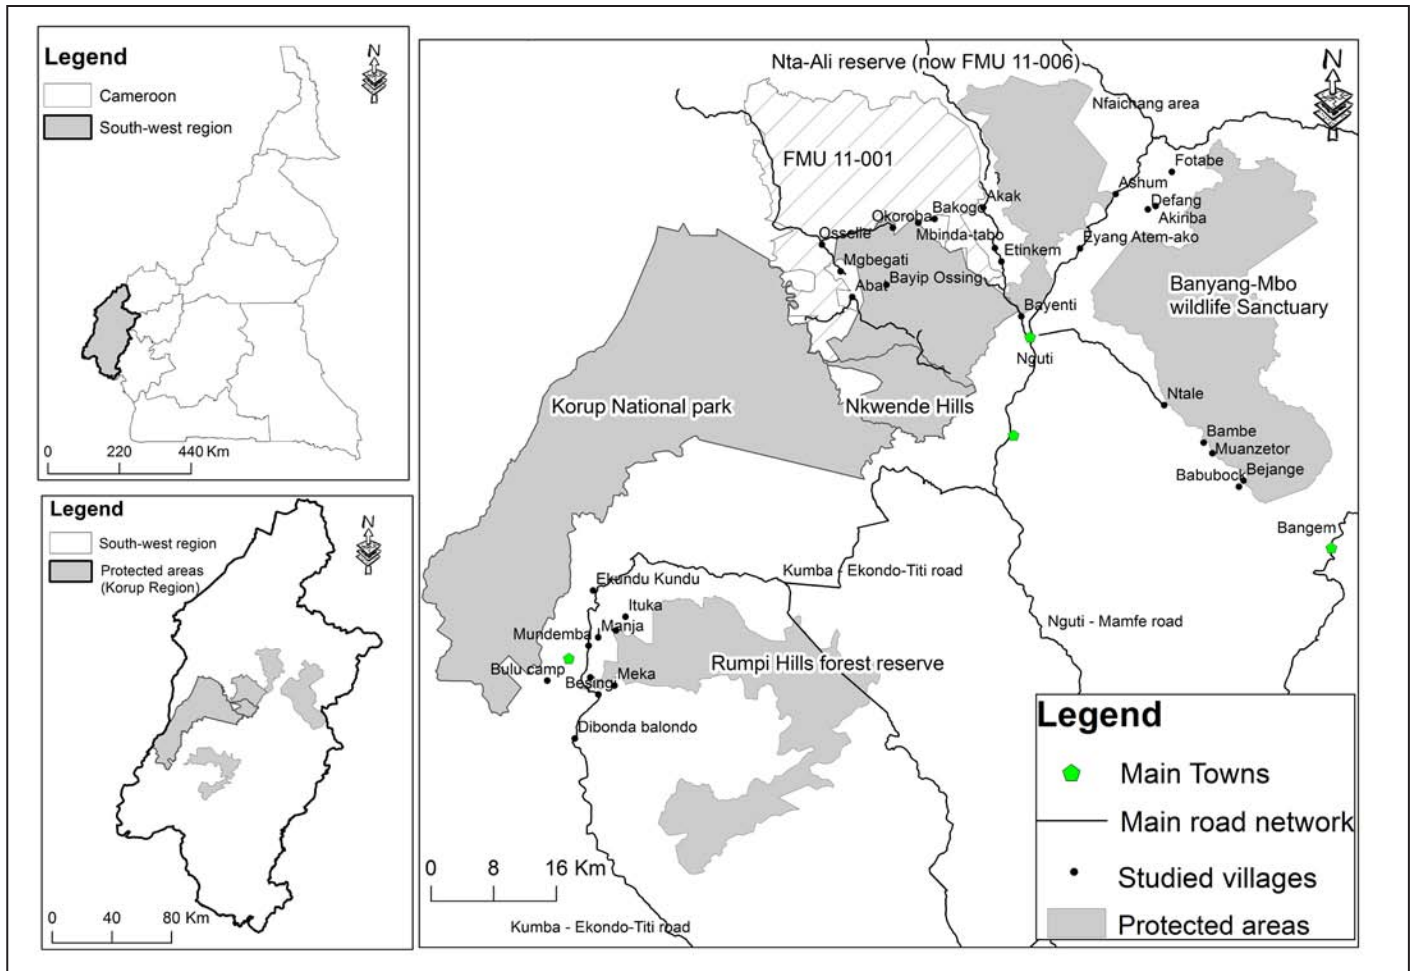 Legend
N
Cameroon
South-west region
0 220 440 Km
Legend
N
South-west region
Protected areas
(Korup Region)
0 40 80 Km
Nta-Ali reserve (now FMU 11-006)
N
Nfaichang area
FMU 11-001
Fotabe
Ashum
Akak
Defang
Bakogo
Okoroba
Akiriba
Mbinda-tabo
Osselle
Eyang Atem-ako
Etinkem
Mgbegati
Bayip Ossing
Abat
Banyang-Mbo
wildlife Sanctuary
Bayenti
Nguti
Ntale
Korup National park
Nkwende Hills
Bambe
Muanzetor
Babubock
Bejange
Bangem
Kumba - Ekondo-Titi road
Ekundu Kundu
Ituka
Manja
Mundemba
Nguti - Mamfe road
Rumpi Hills forest reserve
Bulu camp
Meka
Besingi
Dibonda balondo
0 8 16 Km
Kumba - Ekondo-Titi road
Legend
Main Towns
Main road network
Studied villages
Protected areas